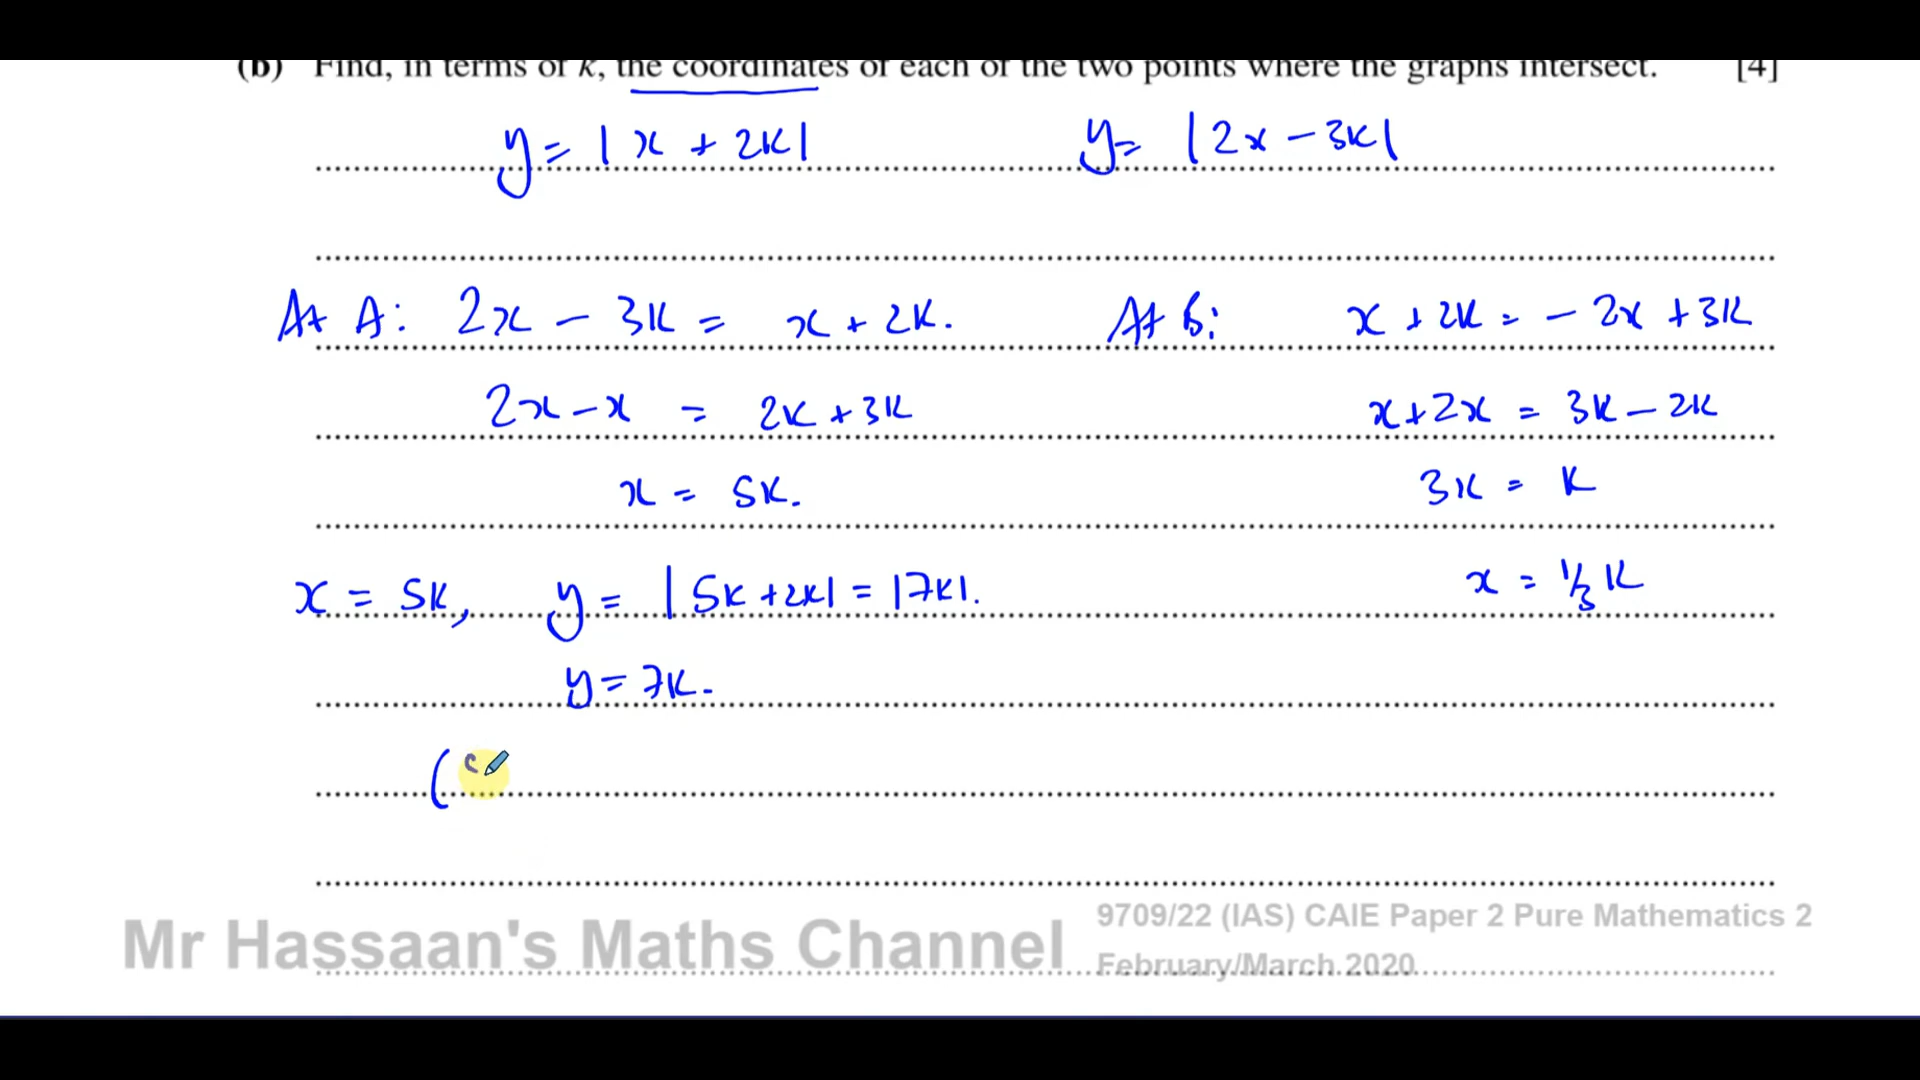 (b) Find, in terms of k, the coordinates of each of the two points where the graphs intersect. [4]
y = |x + 2k| y = |2x - 3k|
At A: 2x - 3k = x + 2k. At B: x + 2k = - 2x + 3k
2x - x = 2k + 3k x + 2x = 3k - 2k
x = 5k. 3k = k
x = 5k, y = |5k + 2k| = |7k|. x = 1/3 k
y = 7k.
(
Mr Hassaan's Maths Channel
9709/22 (IAS) CAIE Paper 2 Pure Mathematics 2
February/March 2020